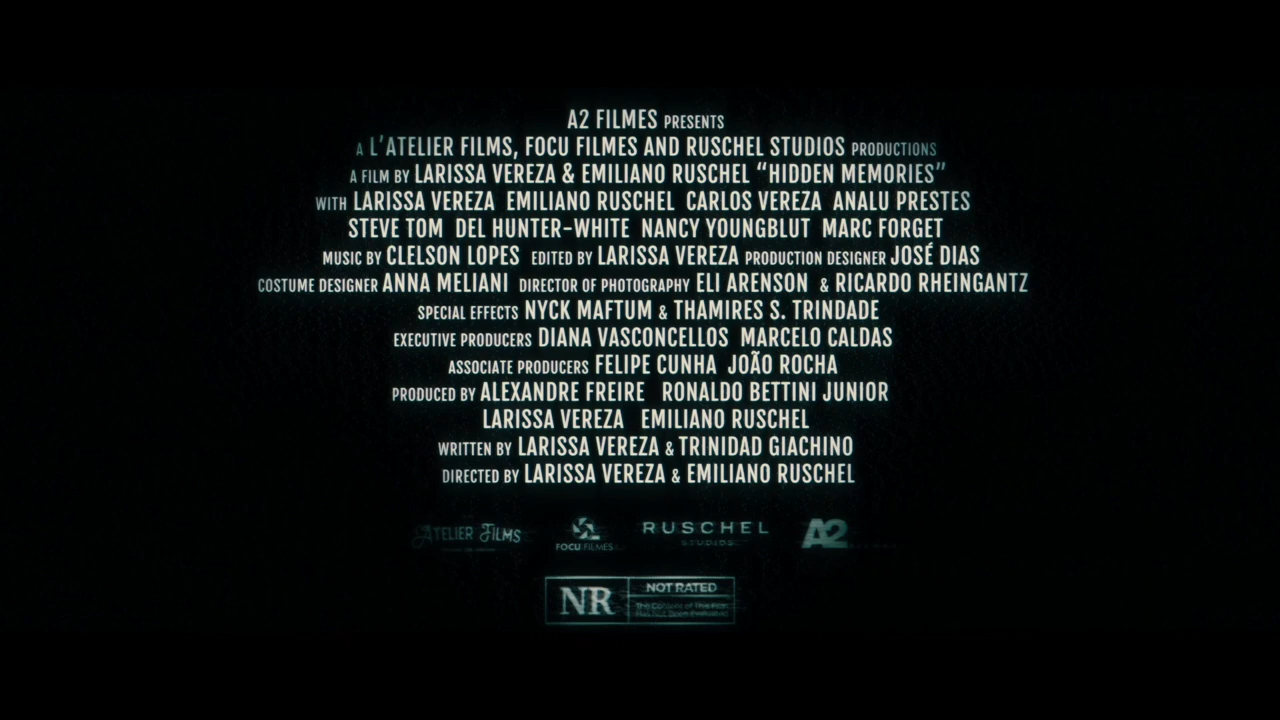 A2 FILMES PRESENTS
A L'ATELIER FILMS, FOCU FILMES AND RUSCHEL STUDIOS PRODUCTIONS
A FILM BY LARISSA VEREZA & EMILIANO RUSCHEL “HIDDEN MEMORIES”
WITH LARISSA VEREZA EMILIANO RUSCHEL CARLOS VEREZA ANALU PRESTES
STEVE TOM DEL HUNTER-WHITE NANCY YOUNGBLUT MARC FORGET
MUSIC BY CLELSON LOPES EDITED BY LARISSA VEREZA PRODUCTION DESIGNER JOSÉ DIAS
COSTUME DESIGNER ANNA MELIANI DIRECTOR OF PHOTOGRAPHY ELI ARENSON & RICARDO RHEINGANTZ
SPECIAL EFFECTS NYCK MAFTUM & THAMIRES S. TRINDADE
EXECUTIVE PRODUCERS DIANA VASCONCELLOS MARCELO CALDAS
ASSOCIATE PRODUCERS FELIPE CUNHA JOÃO ROCHA
PRODUCED BY ALEXANDRE FREIRE RONALDO BETTINI JUNIOR
LARISSA VEREZA EMILIANO RUSCHEL
WRITTEN BY LARISSA VEREZA & TRINIDAD GIACHINO
DIRECTED BY LARISSA VEREZA & EMILIANO RUSCHEL
ATELIER FILMS
FOCU FILMES
RUSCHEL
STUDIOS
A2
NR
NOT RATED